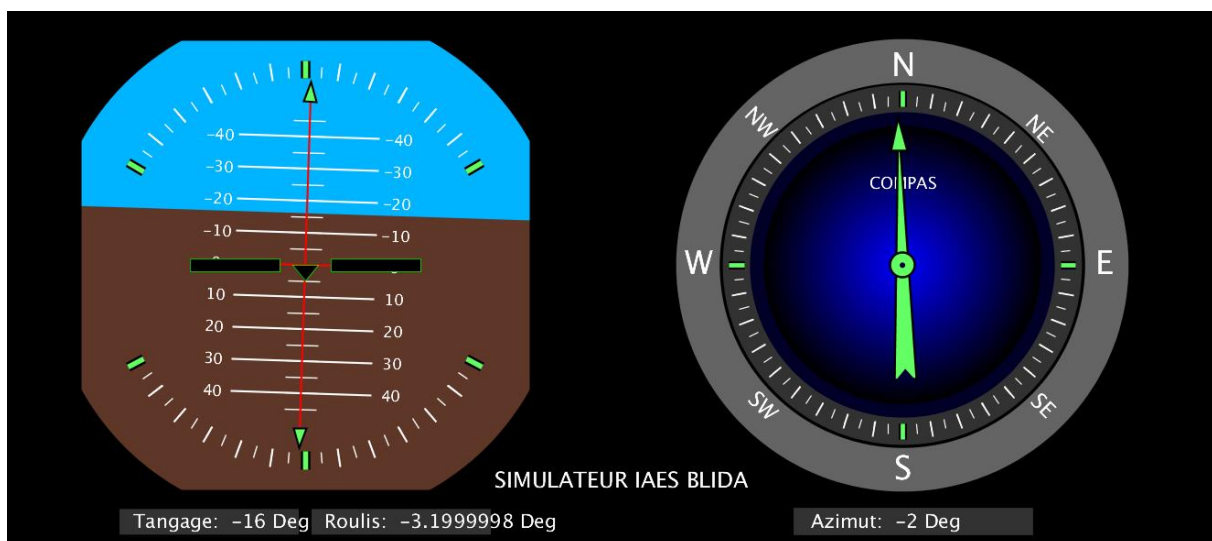 N
NW NE
COMPAS
-40 -40
-30 -30
-20 -20
-10 -10
W E
10 10
20 20
30 30
40 40
SW SE
S
SIMULATEUR IAES BLIDA
Tangage: -16 Deg Roulis: -3.1999998 Deg Azimut: -2 Deg